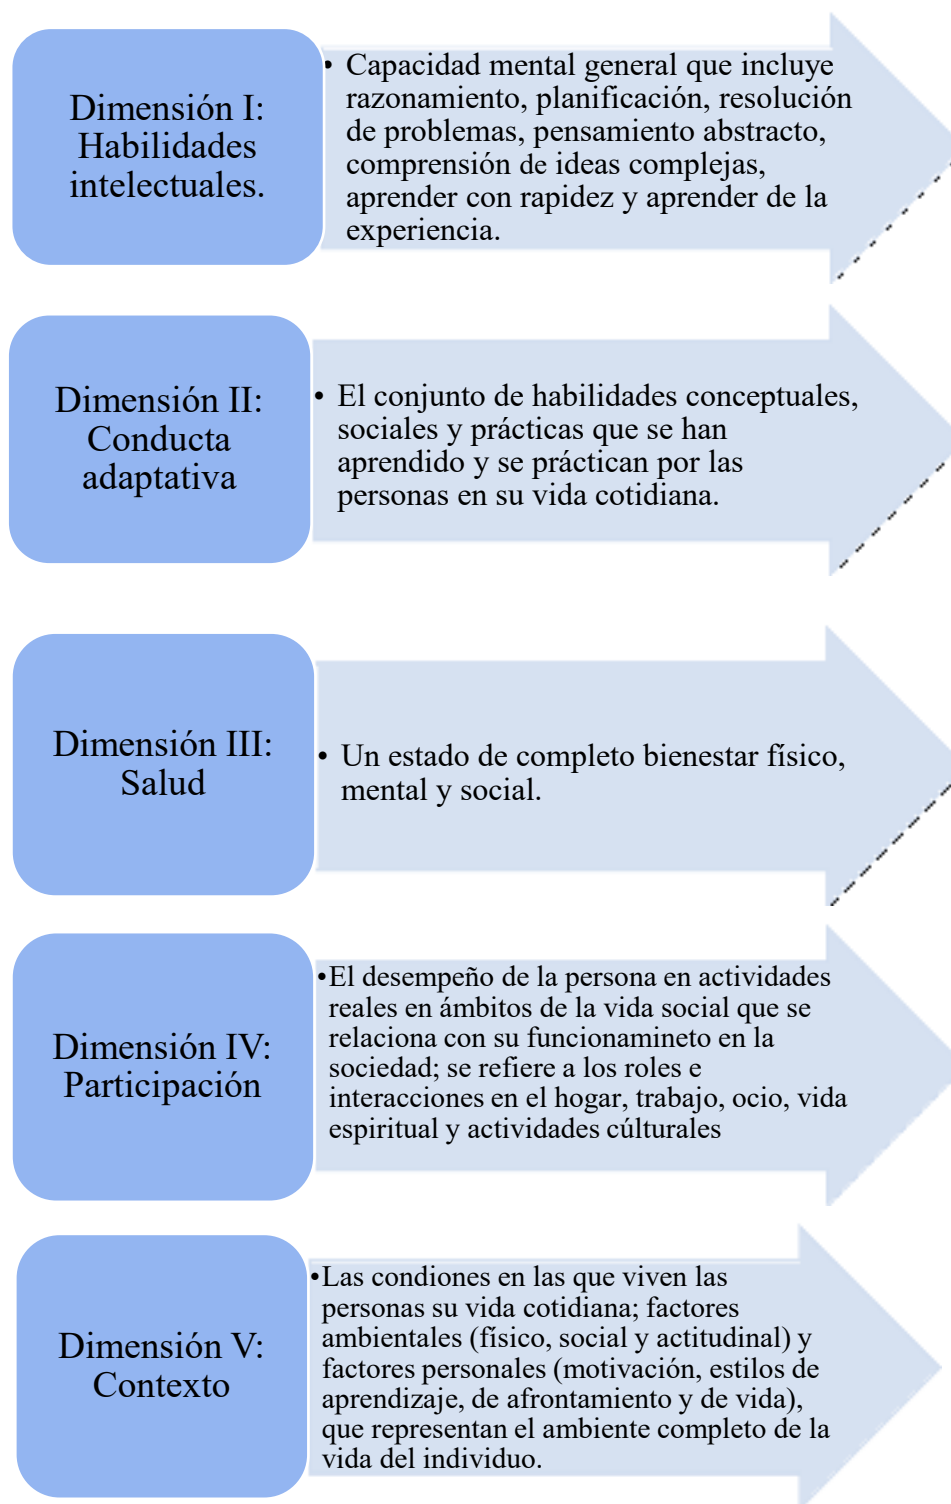 Dimensión I:
Habilidades
intelectuales.
• Capacidad mental general que incluye
razonamiento, planificación, resolución
de problemas, pensamiento abstracto,
comprensión de ideas complejas,
aprender con rapidez y aprender de la
experiencia.
Dimensión II:
Conducta
adaptativa
• El conjunto de habilidades conceptuales,
sociales y prácticas que se han
aprendido y se práctican por las
personas en su vida cotidiana.
Dimensión III:
Salud
• Un estado de completo bienestar físico,
mental y social.
Dimensión IV:
Participación
•El desempeño de la persona en actividades
reales en ámbitos de la vida social que se
relaciona con su funcionamineto en la
sociedad; se refiere a los roles e
interacciones en el hogar, trabajo, ocio, vida
espiritual y actividades cúlturales
Dimensión V:
Contexto
•Las condiones en las que viven las
personas su vida cotidiana; factores
ambientales (físico, social y actitudinal) y
factores personales (motivación, estilos de
aprendizaje, de afrontamiento y de vida),
que representan el ambiente completo de la
vida del individuo.